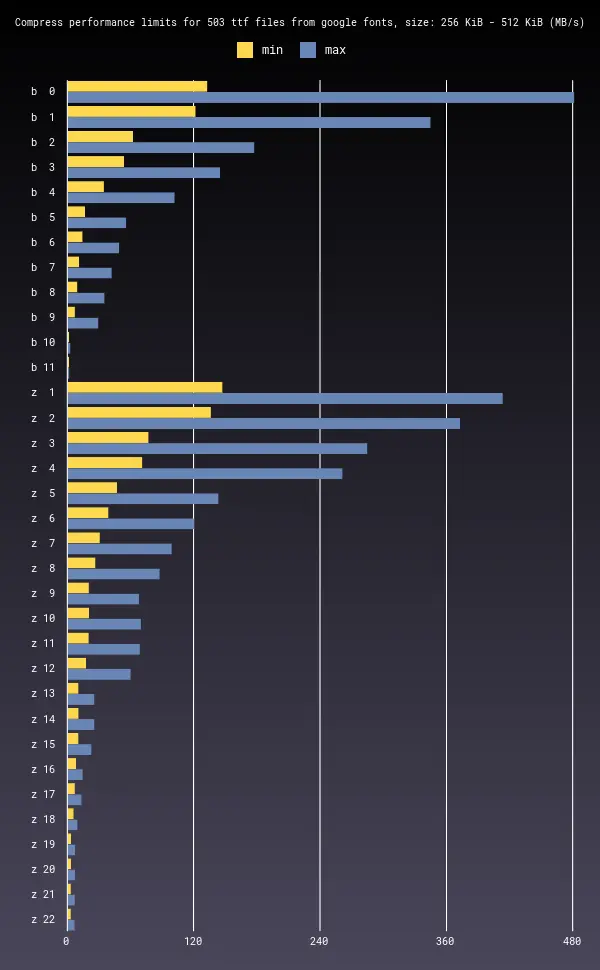 Compress performance limits for 503 ttf files from google fonts, size: 256 KiB - 512 KiB (MB/s)
min max
b 0
b 1
b 2
b 3
b 4
b 5
b 6
b 7
b 8
b 9
b 10
b 11
z 1
z 2
z 3
z 4
z 5
z 6
z 7
z 8
z 9
z 10
z 11
z 12
z 13
z 14
z 15
z 16
z 17
z 18
z 19
z 20
z 21
z 22
0 120 240 360 480